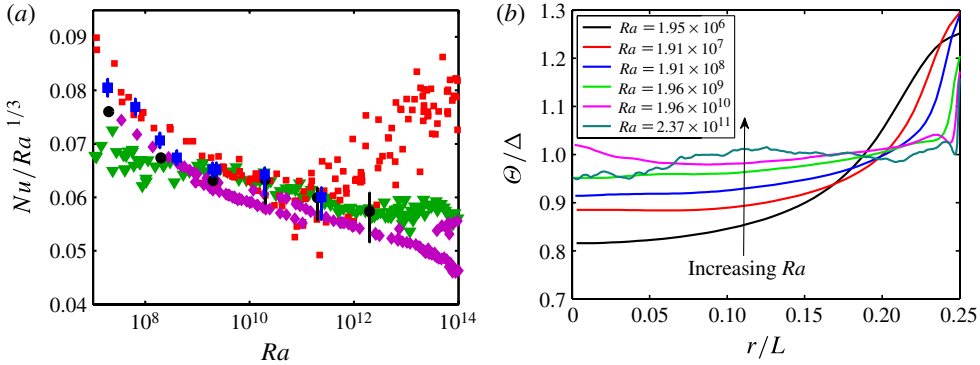 (a)
0.09
0.08
0.07
0.06
0.05
0.04
Nu/Ra^{1/3}
10^8
10^{10}
10^{12}
10^{14}
Ra
(b)
1.3
1.2
1.1
1.0
0.9
0.8
0.7
Θ̃/Δ
Ra = 1.95 × 10^6
Ra = 1.91 × 10^7
Ra = 1.91 × 10^8
Ra = 1.96 × 10^9
Ra = 1.96 × 10^{10}
Ra = 2.37 × 10^{11}
Increasing Ra
0
0.05
0.10
0.15
0.20
0.25
r/L